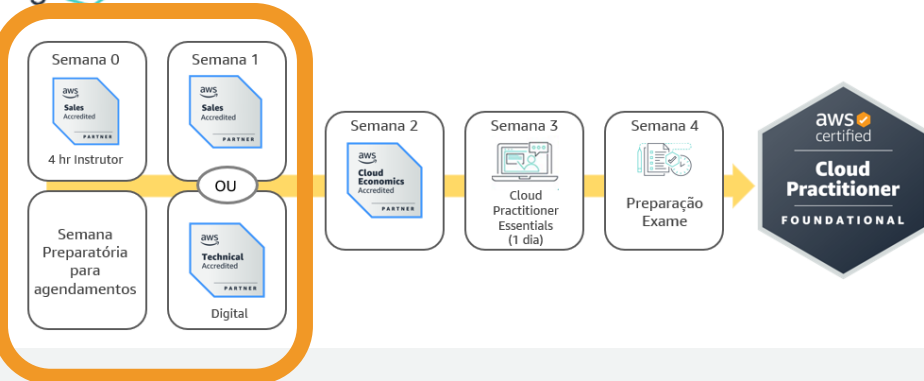 g
Semana 0
aws
Sales
Accredited
PARTNER
4 hr Instrutor
Semana 1
aws
Sales
Accredited
PARTNER
OU
Semana
Preparatória
para
agendamentos
aws
Technical
Accredited
PARTNER
Digital
Semana 2
aws
Cloud
Economics
Accredited
PARTNER
Semana 3
Cloud
Practitioner
Essentials
(1 dia)
Semana 4
Preparação
Exame
aws
certified
Cloud
Practitioner
FOUNDATIONAL